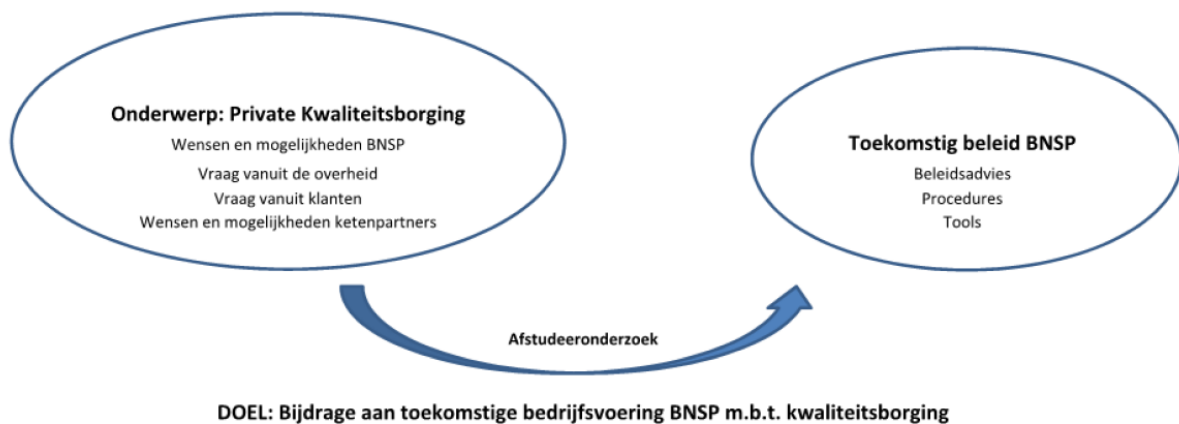 Onderwerp: Private Kwaliteitsborging
Wensen en mogelijkheden BNSP
Vraag vanuit de overheid
Vraag vanuit klanten
Wensen en mogelijkheden ketenpartners
Toekomstig beleid BNSP
Beleidsadvies
Procedures
Tools
Afstudeeronderzoek
DOEL: Bijdrage aan toekomstige bedrijfsvoering BNSP m.b.t. kwaliteitsborging